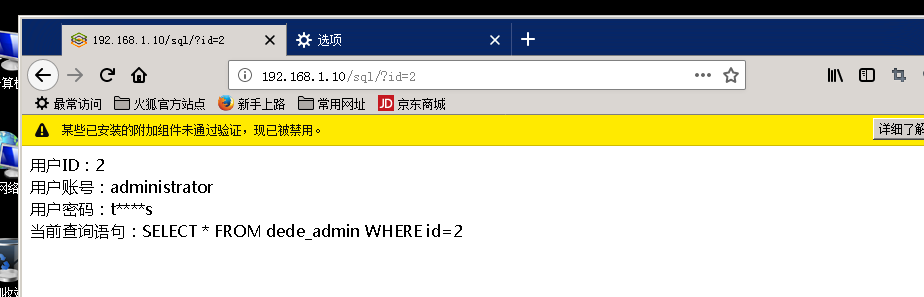 192.168.1.10/sql/?id=2
选项
192.168.1.10/sql/?id=2
最常访问 火狐官方站点 新手上路 常用网址 JD 京东商城
某些已安装的附加组件未通过验证，现已被禁用。 详细了解
用户ID：2
用户账号：administrator
网络
用户密码：t****s
当前查询语句：SELECT * FROM dede_admin WHERE id=2